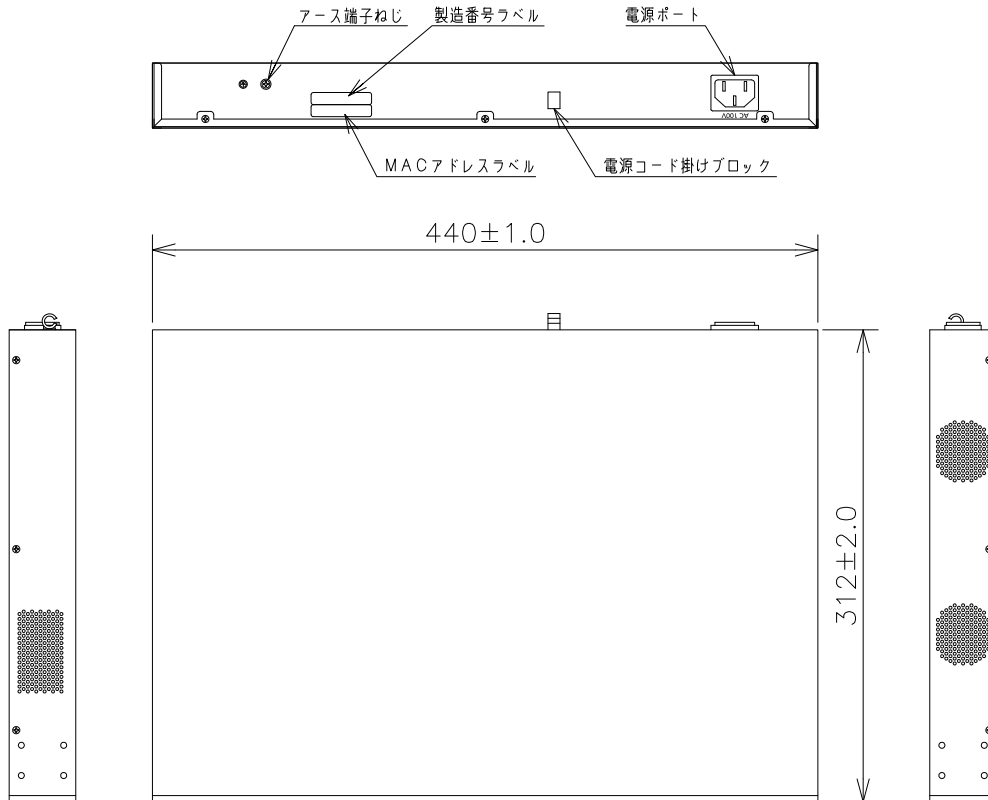 アース端子ねじ
製造番号ラベル
電源ポート
AC100V
MACアドレスラベル
電源コード掛けブロック
440±1.0
312±2.0